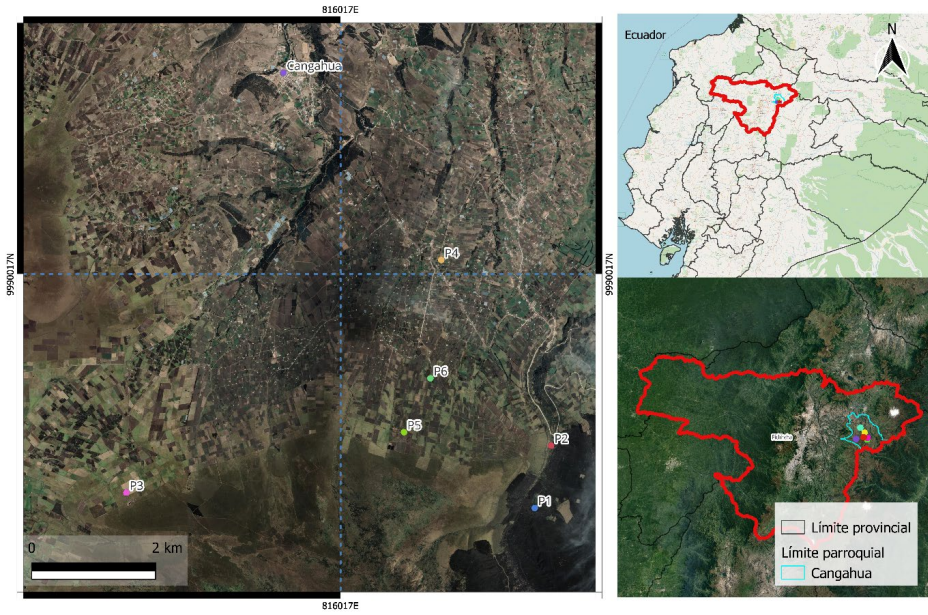 816017E
Cangahua
P4
9990017N
9990017N
P6
P5
P2
P3
P1
0
2 km
816017E
Ecuador
N
Límite provincial
Límite parroquial
Cangahua